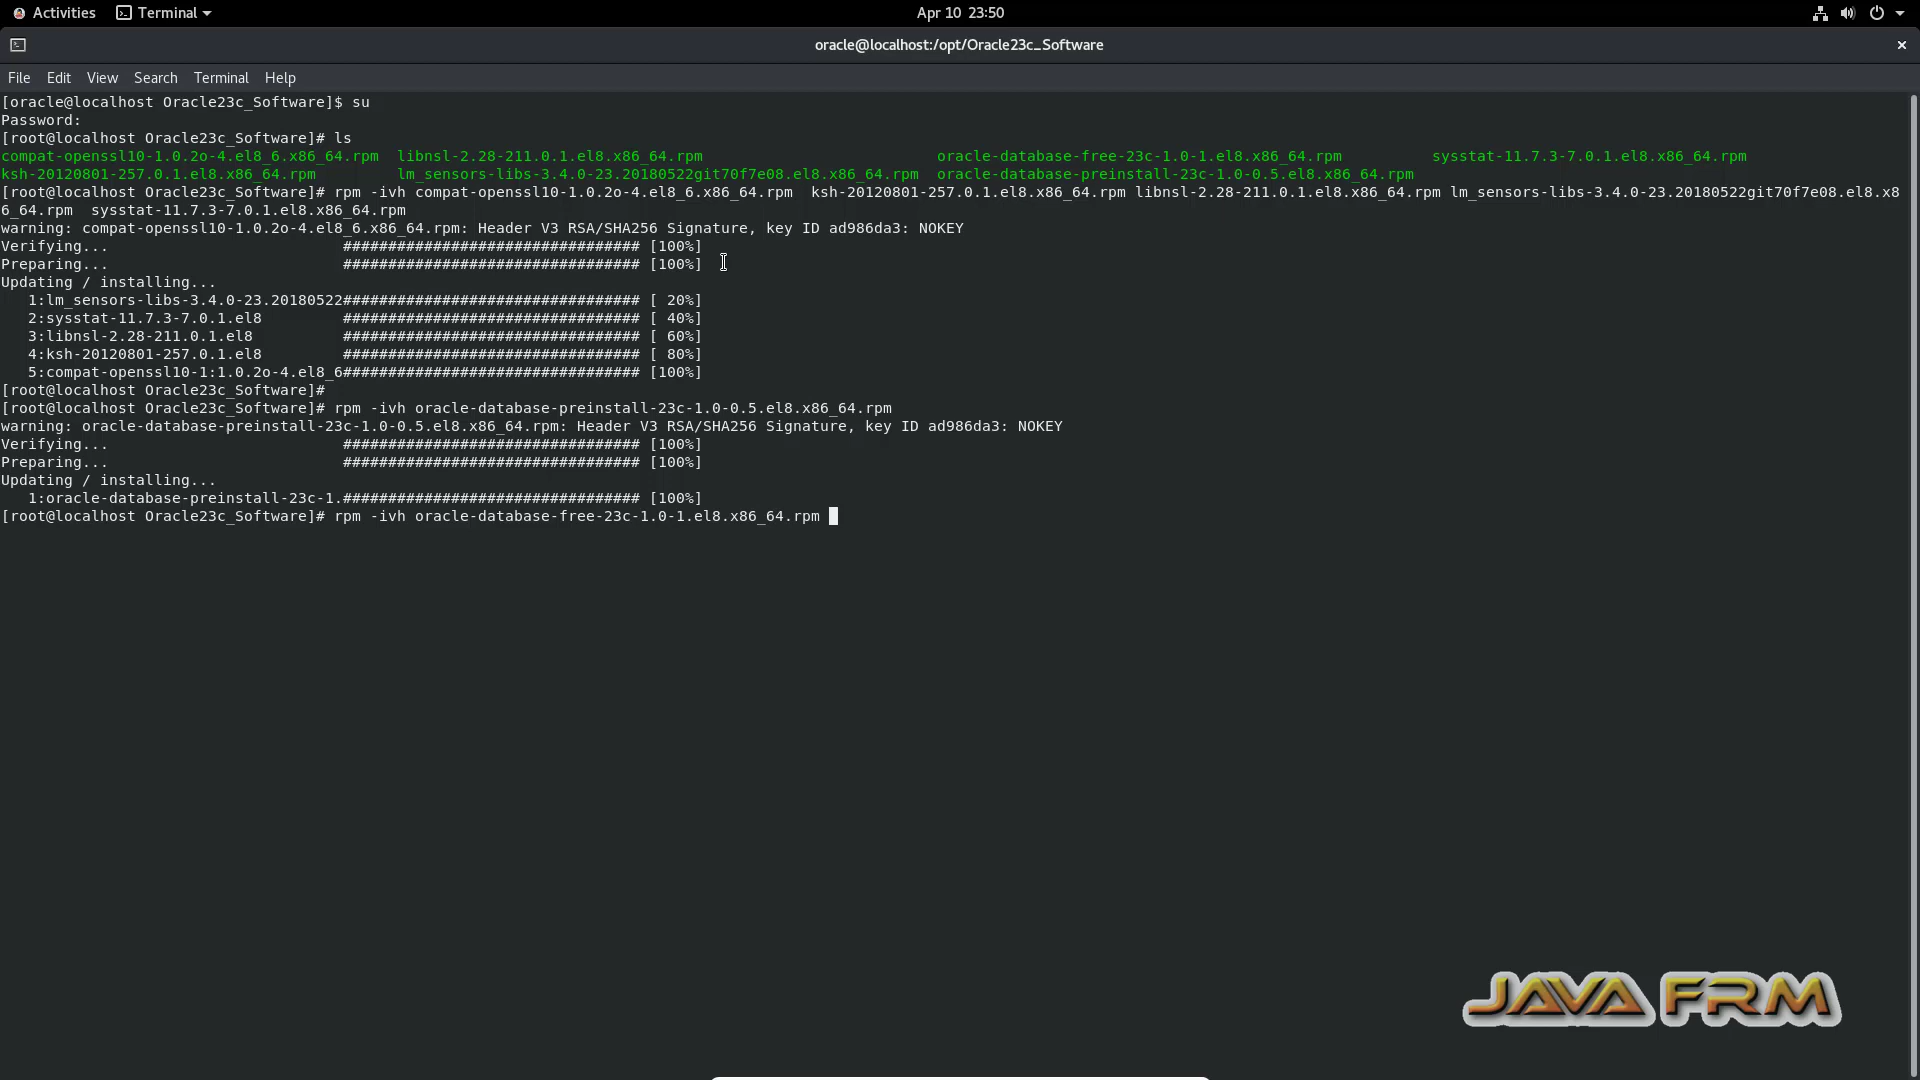 Activities Terminal Apr 10 23:50
oracle@localhost:/opt/Oracle23c_Software
File Edit View Search Terminal Help
[oracle@localhost Oracle23c_Software]$ su
Password:
[root@localhost Oracle23c_Software]# ls
compat-openssl10-1.0.2o-4.el8_6.x86_64.rpm  libnsl-2.28-211.0.1.el8.x86_64.rpm                          oracle-database-free-23c-1.0-1.el8.x86_64.rpm          sysstat-11.7.3-7.0.1.el8.x86_64.rpm
ksh-20120801-257.0.1.el8.x86_64.rpm         lm_sensors-libs-3.4.0-23.20180522git70f7e08.el8.x86_64.rpm  oracle-database-preinstall-23c-1.0-0.5.el8.x86_64.rpm
[root@localhost Oracle23c_Software]# rpm -ivh compat-openssl10-1.0.2o-4.el8_6.x86_64.rpm  ksh-20120801-257.0.1.el8.x86_64.rpm libnsl-2.28-211.0.1.el8.x86_64.rpm lm_sensors-libs-3.4.0-23.20180522git70f7e08.el8.x8
6_64.rpm  sysstat-11.7.3-7.0.1.el8.x86_64.rpm
warning: compat-openssl10-1.0.2o-4.el8_6.x86_64.rpm: Header V3 RSA/SHA256 Signature, key ID ad986da3: NOKEY
Verifying...                          ################################# [100%]
Preparing...                          ################################# [100%]
Updating / installing...
   1:lm_sensors-libs-3.4.0-23.20180522################################# [ 20%]
   2:sysstat-11.7.3-7.0.1.el8         ################################# [ 40%]
   3:libnsl-2.28-211.0.1.el8          ################################# [ 60%]
   4:ksh-20120801-257.0.1.el8         ################################# [ 80%]
   5:compat-openssl10-1:1.0.2o-4.el8_6################################# [100%]
[root@localhost Oracle23c_Software]#
[root@localhost Oracle23c_Software]# rpm -ivh oracle-database-preinstall-23c-1.0-0.5.el8.x86_64.rpm
warning: oracle-database-preinstall-23c-1.0-0.5.el8.x86_64.rpm: Header V3 RSA/SHA256 Signature, key ID ad986da3: NOKEY
Verifying...                          ################################# [100%]
Preparing...                          ################################# [100%]
Updating / installing...
   1:oracle-database-preinstall-23c-1.################################# [100%]
[root@localhost Oracle23c_Software]# rpm -ivh oracle-database-free-23c-1.0-1.el8.x86_64.rpm
JAVA FRM